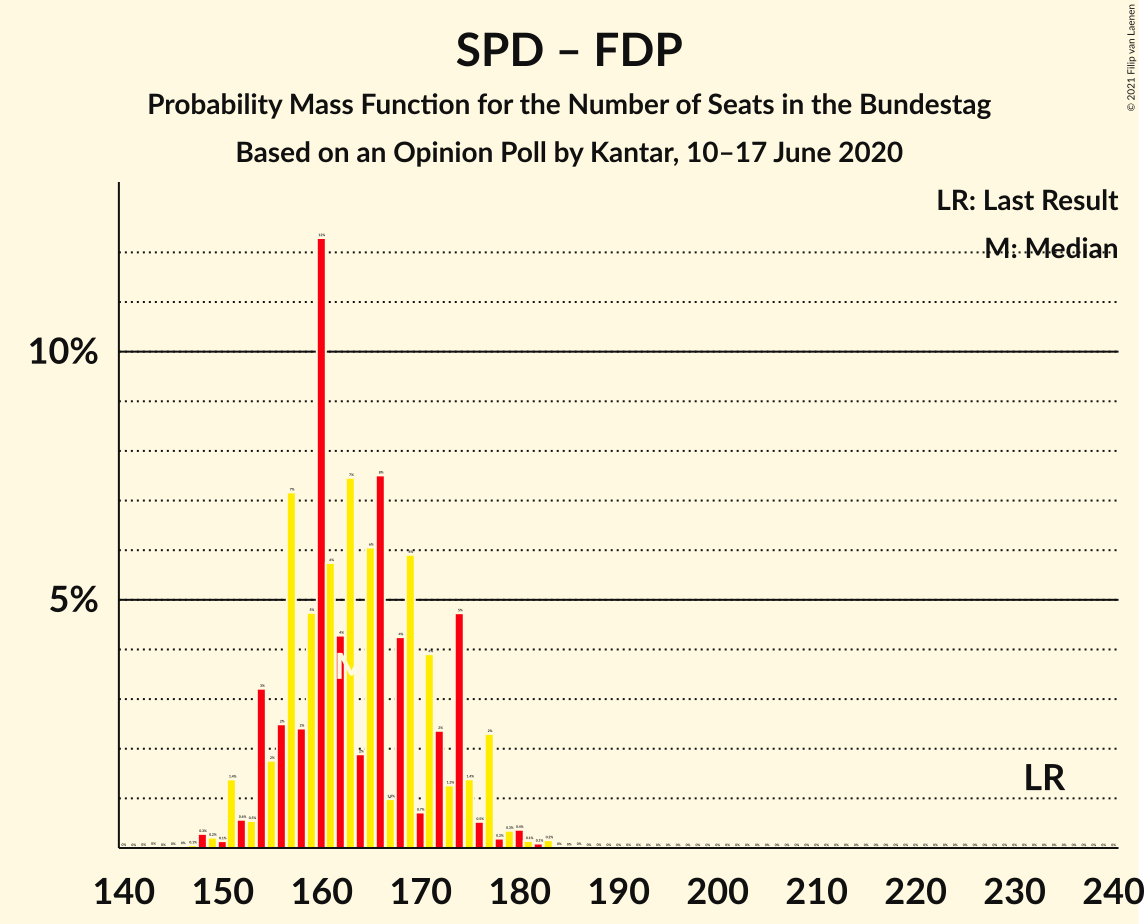 SPD – FDP
Probability Mass Function for the Number of Seats in the Bundestag
Based on an Opinion Poll by Kantar, 10–17 June 2020
© 2021 Filip van Laenen
LR: Last Result
M: Median
10%
5%
M
LR
140 150 160 170 180 190 200 210 220 230 240